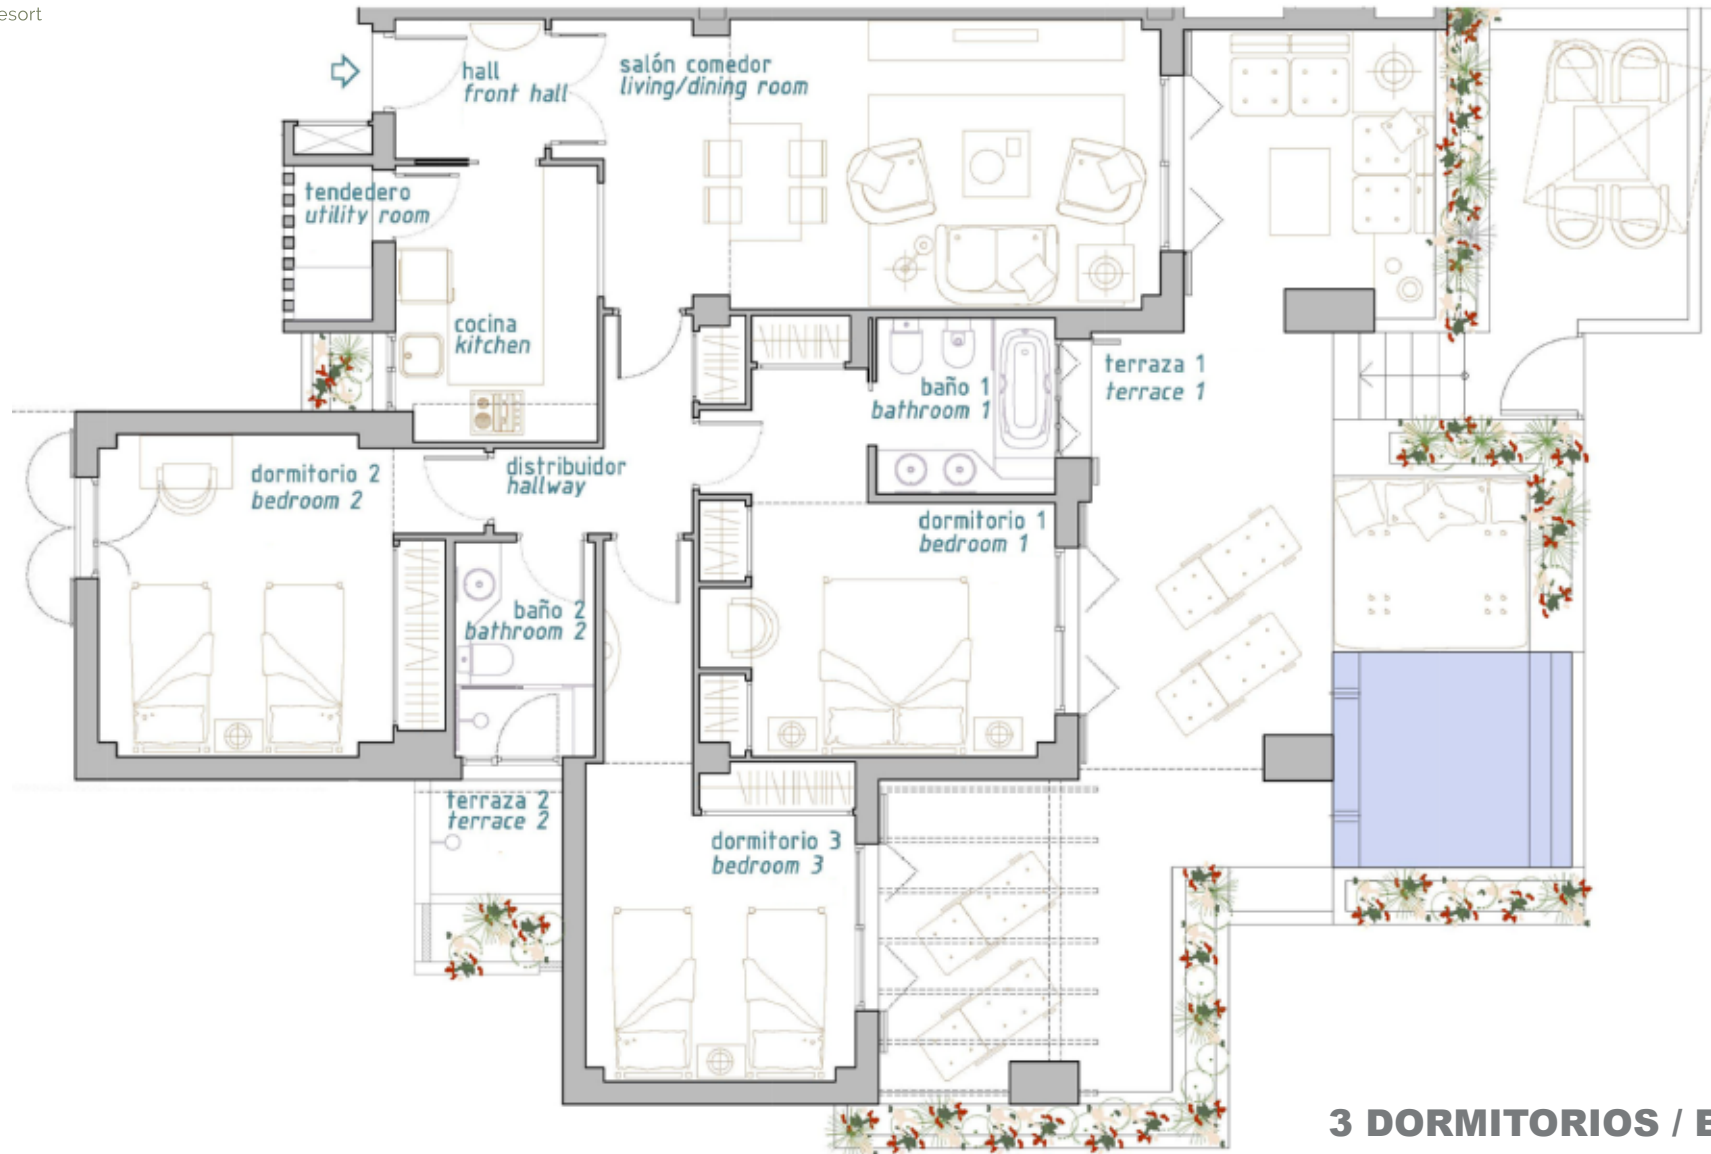 esort
hall
front hall
salón comedor
living/dining room
tendedero
utility room
cocina
kitchen
baño 1
bathroom 1
terraza 1
terrace 1
dormitorio 2
bedroom 2
distribuidor
hallway
dormitorio 1
bedroom 1
baño 2
bathroom 2
terraza 2
terrace 2
dormitorio 3
bedroom 3
3 DORMITORIOS / E